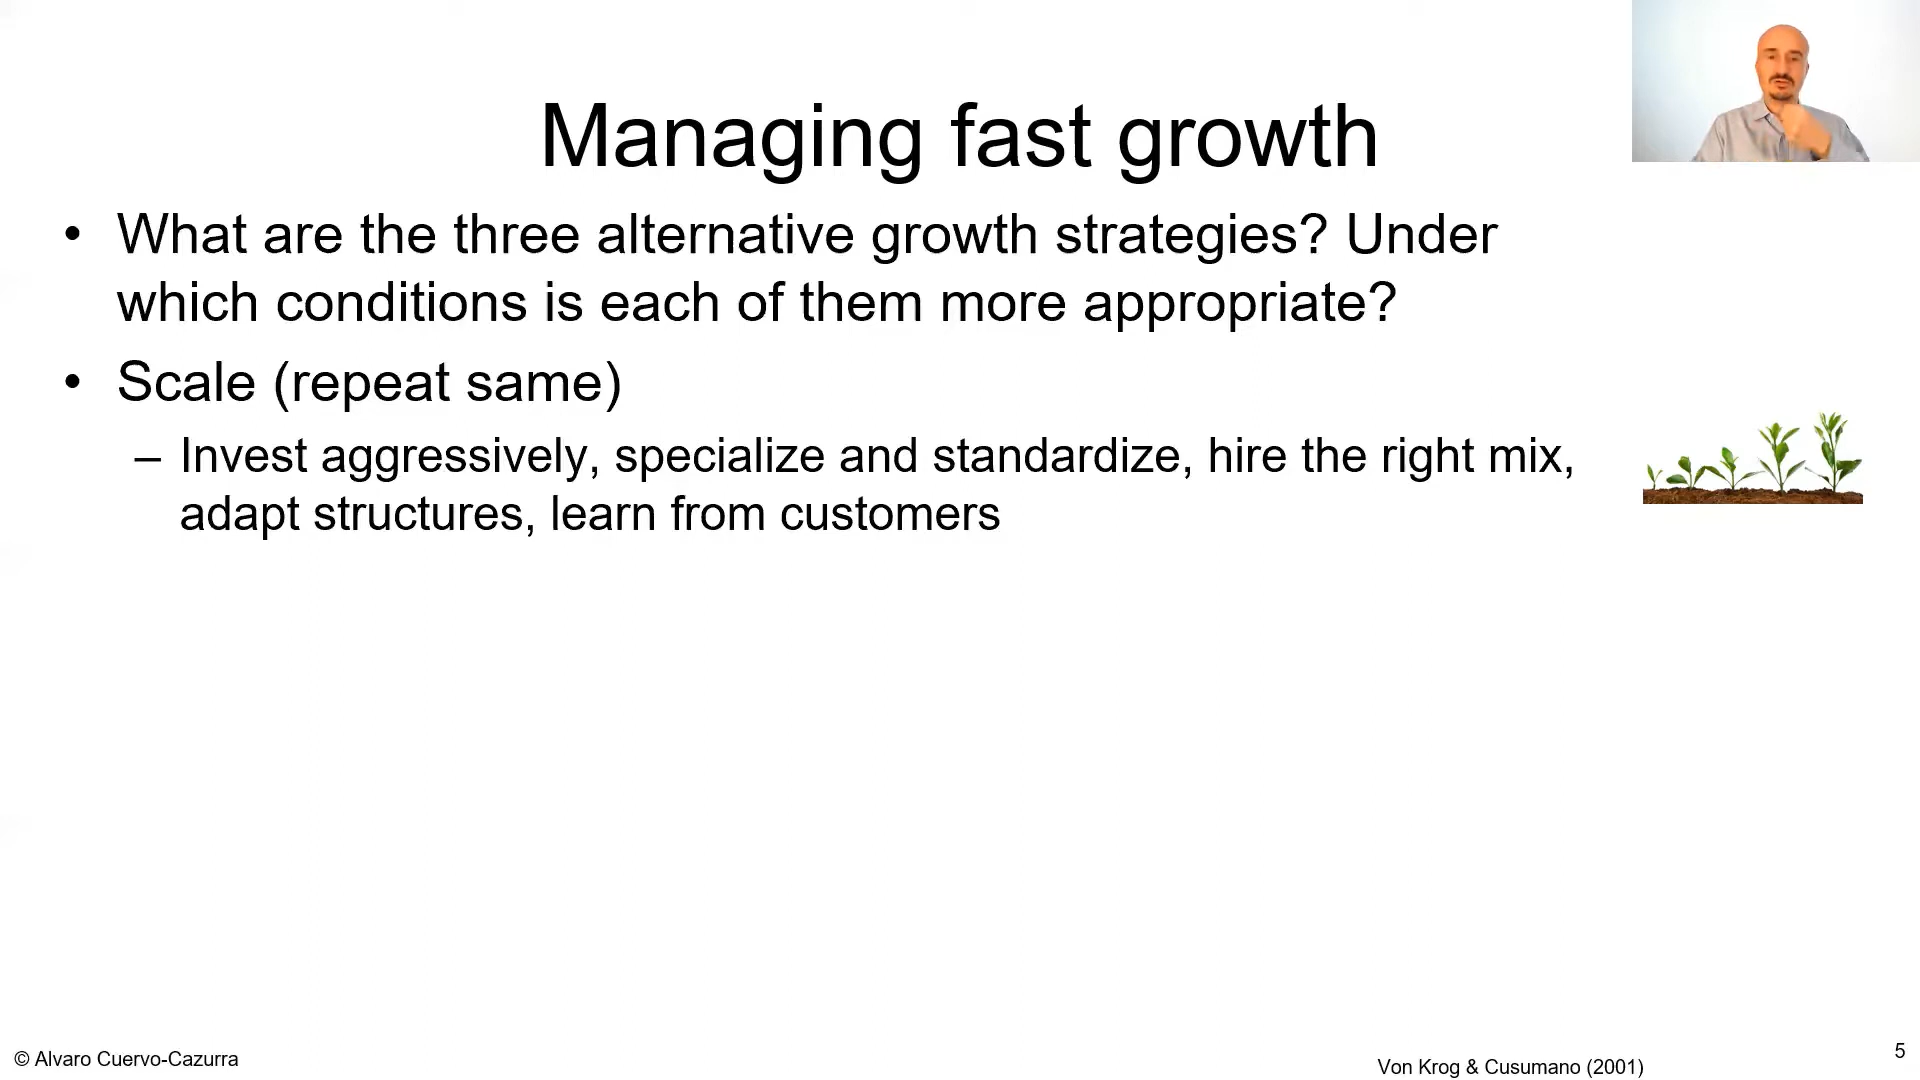 Managing fast growth
• What are the three alternative growth strategies? Under
which conditions is each of them more appropriate?
• Scale (repeat same)
– Invest aggressively, specialize and standardize, hire the right mix,
adapt structures, learn from customers
© Alvaro Cuervo-Cazurra
Von Krog & Cusumano (2001)
5